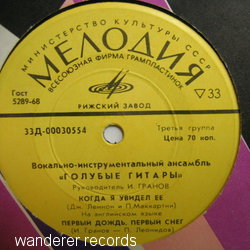 МИНИСТЕРСТВО КУЛЬТУРЫ СССР
МЕЛОДИЯ
ВСЕСОЮЗНАЯ ФИРМА ГРАМПЛАСТИНОК
Гост
5289-68
33
РИЖСКИЙ ЗАВОД
33Д-00030554
Третья группа
Цена 70 коп.
Вокально-инструментальный ансамбль
«ГОЛУБЫЕ ГИТАРЫ»
Руководитель И. ГРАНОВ
КОГДА Я УВИДЕЛ ЕЕ
(Дж. Леннон и П. Маккартни)
На английском языке
ПЕРВЫЙ ДОЖДЬ, ПЕРВЫЙ СНЕГ
(И. Гранов — П. Леонидов)
wanderer records